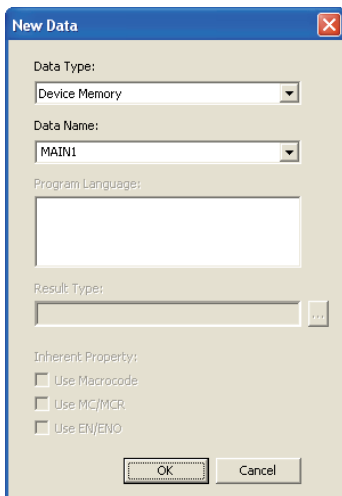 New Data
Data Type:
Device Memory
Data Name:
MAIN1
Program Language:
Result Type:
...
Inherent Property:
Use Macrocode
Use MC/MCR
Use EN/ENO
OK Cancel